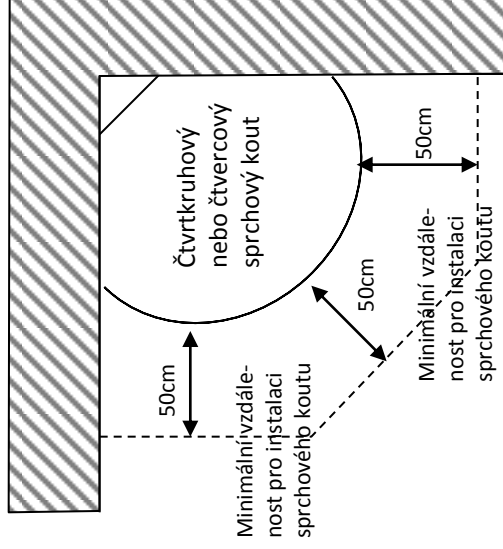 Čtvrtkruhový
nebo čtvercový
sprchový kout
50cm
Minimální vzdále-
nost pro instalaci
sprchového koutu
50cm
50cm
Minimální vzdále-
nost pro instalaci
sprchového koutu